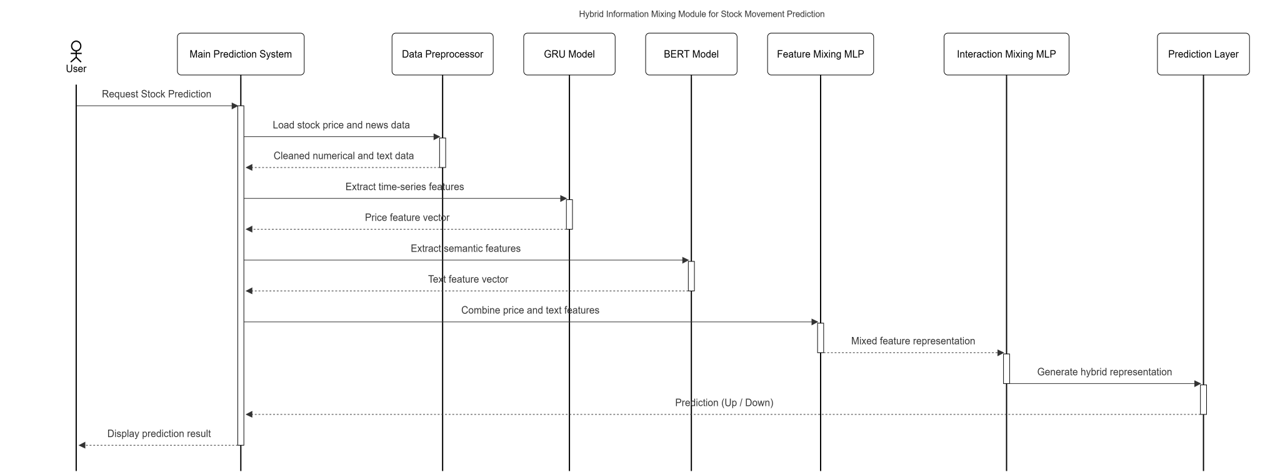 Hybrid Information Mixing Module for Stock Movement Prediction
User
Main Prediction System
Data Preprocessor
GRU Model
BERT Model
Feature Mixing MLP
Interaction Mixing MLP
Prediction Layer
Request Stock Prediction
Load stock price and news data
Cleaned numerical and text data
Extract time-series features
Price feature vector
Extract semantic features
Text feature vector
Combine price and text features
Mixed feature representation
Generate hybrid representation
Prediction (Up / Down)
Display prediction result